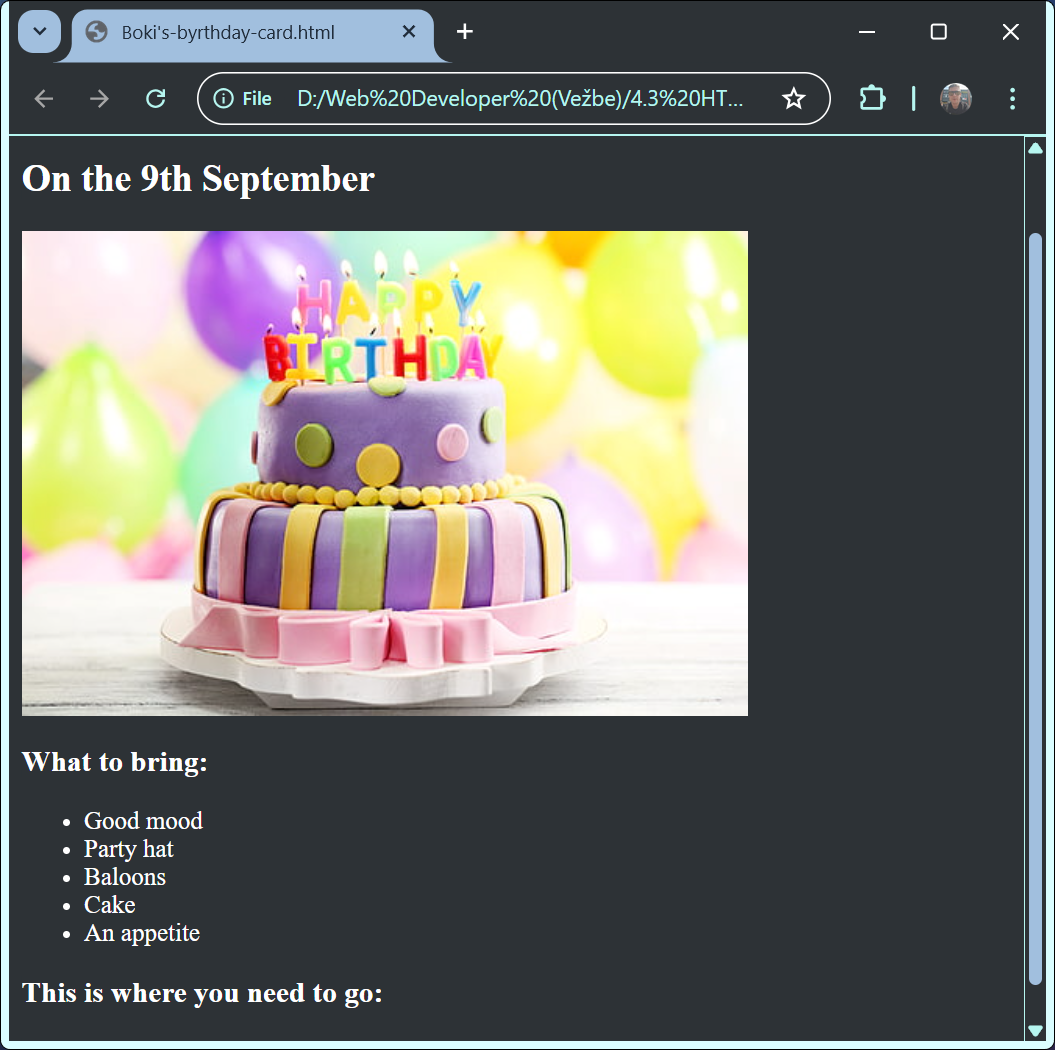 Boki's-byrthday-card.html
File D:/Web%20Developer%20(Vežbe)/4.3%20HT...
On the 9th September
HAPPY
BIRTHDAY
What to bring:
Good mood
Party hat
Baloons
Cake
An appetite
This is where you need to go: